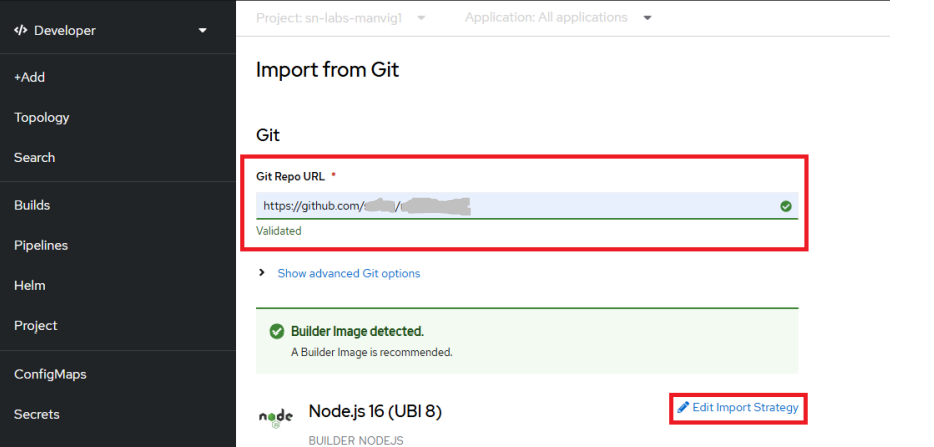 Developer
+Add
Topology
Search
Builds
Pipelines
Helm
Project
ConfigMaps
Secrets
Project: sn-labs-manvig1
Application: All applications
Import from Git
Git
Git Repo URL *
https://github.com/ /
Validated
Show advanced Git options
Builder Image detected.
A Builder Image is recommended.
node
Node.js 16 (UBI 8)
Edit Import Strategy
BUILDER NODEJS